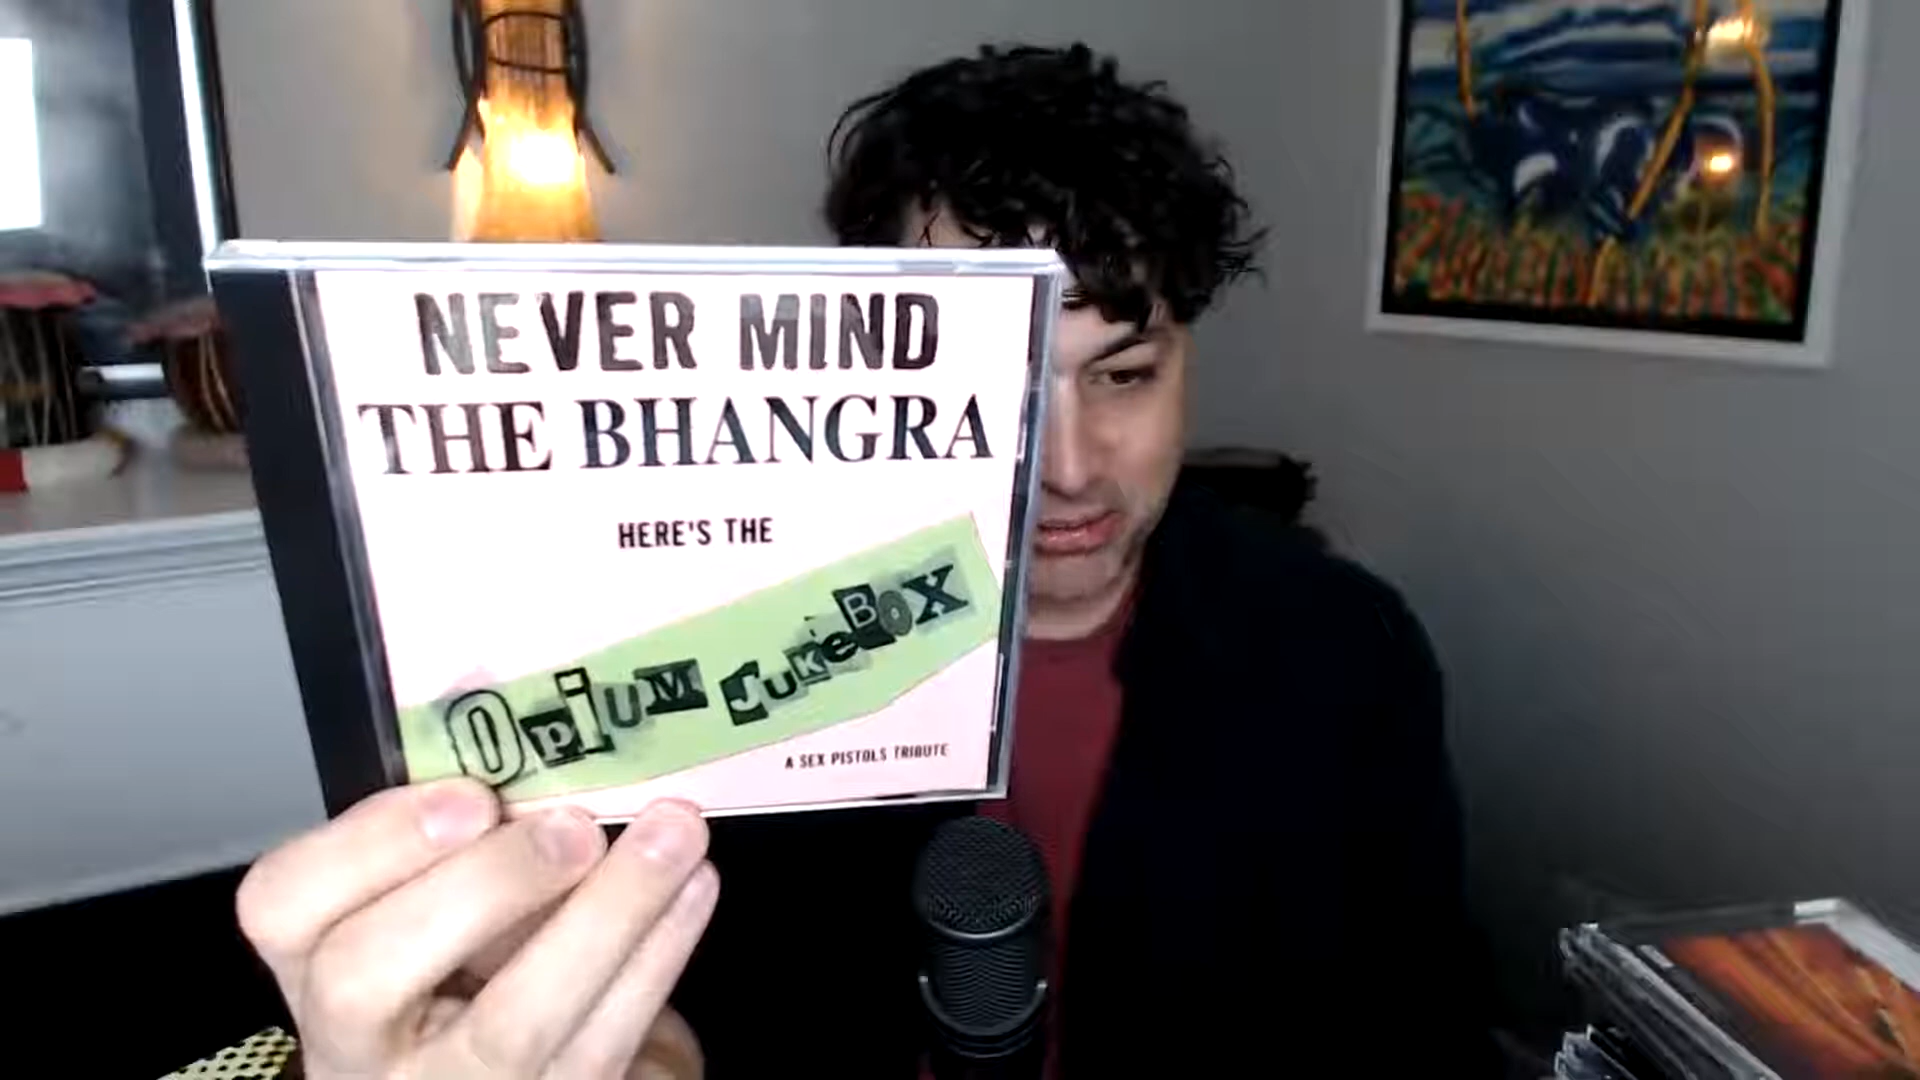 NEVER MIND
THE BHANGRA
HERE'S THE
OpiUM JukeBOX
A SEX PISTOLS TRIBUTE